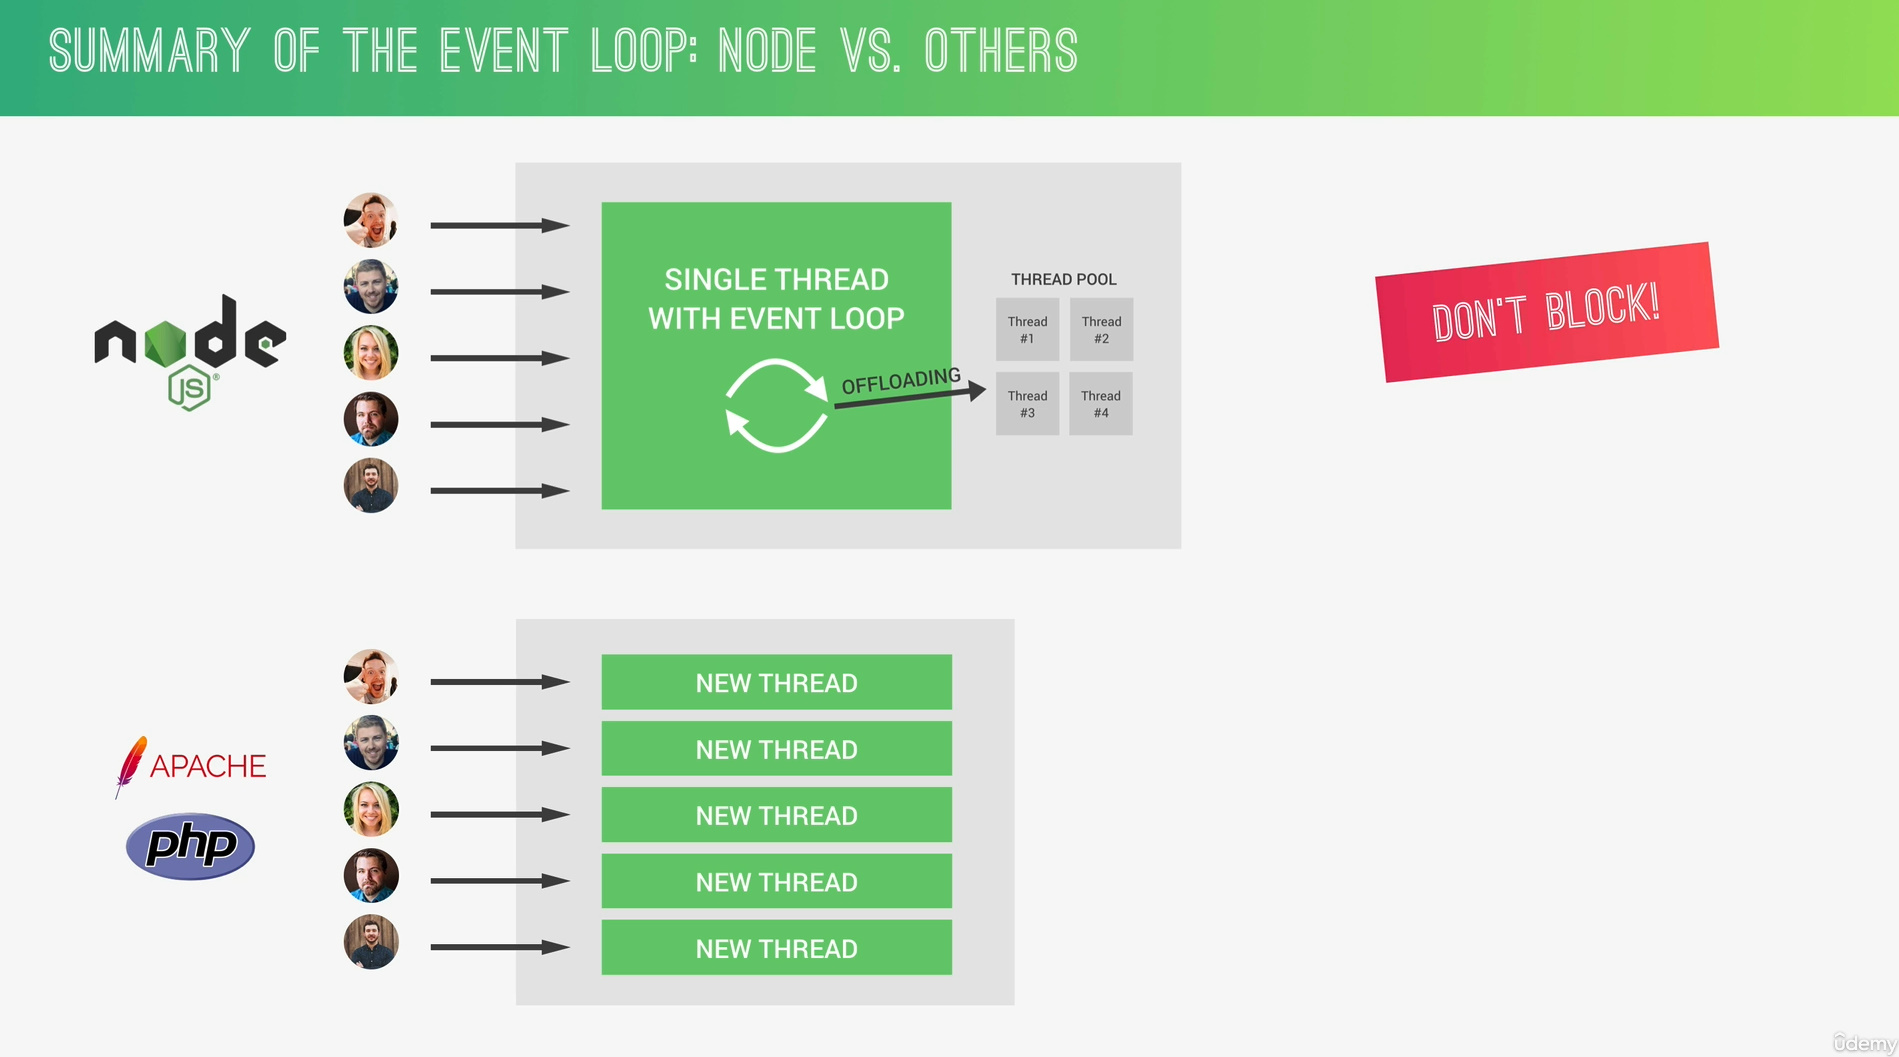 SUMMARY OF THE EVENT LOOP: NODE VS. OTHERS
node
JS
®
SINGLE THREAD
WITH EVENT LOOP
OFFLOADING
THREAD POOL
Thread
#1
Thread
#2
Thread
#3
Thread
#4
DON'T BLOCK!
APACHE
php
NEW THREAD
NEW THREAD
NEW THREAD
NEW THREAD
NEW THREAD
ûdemy